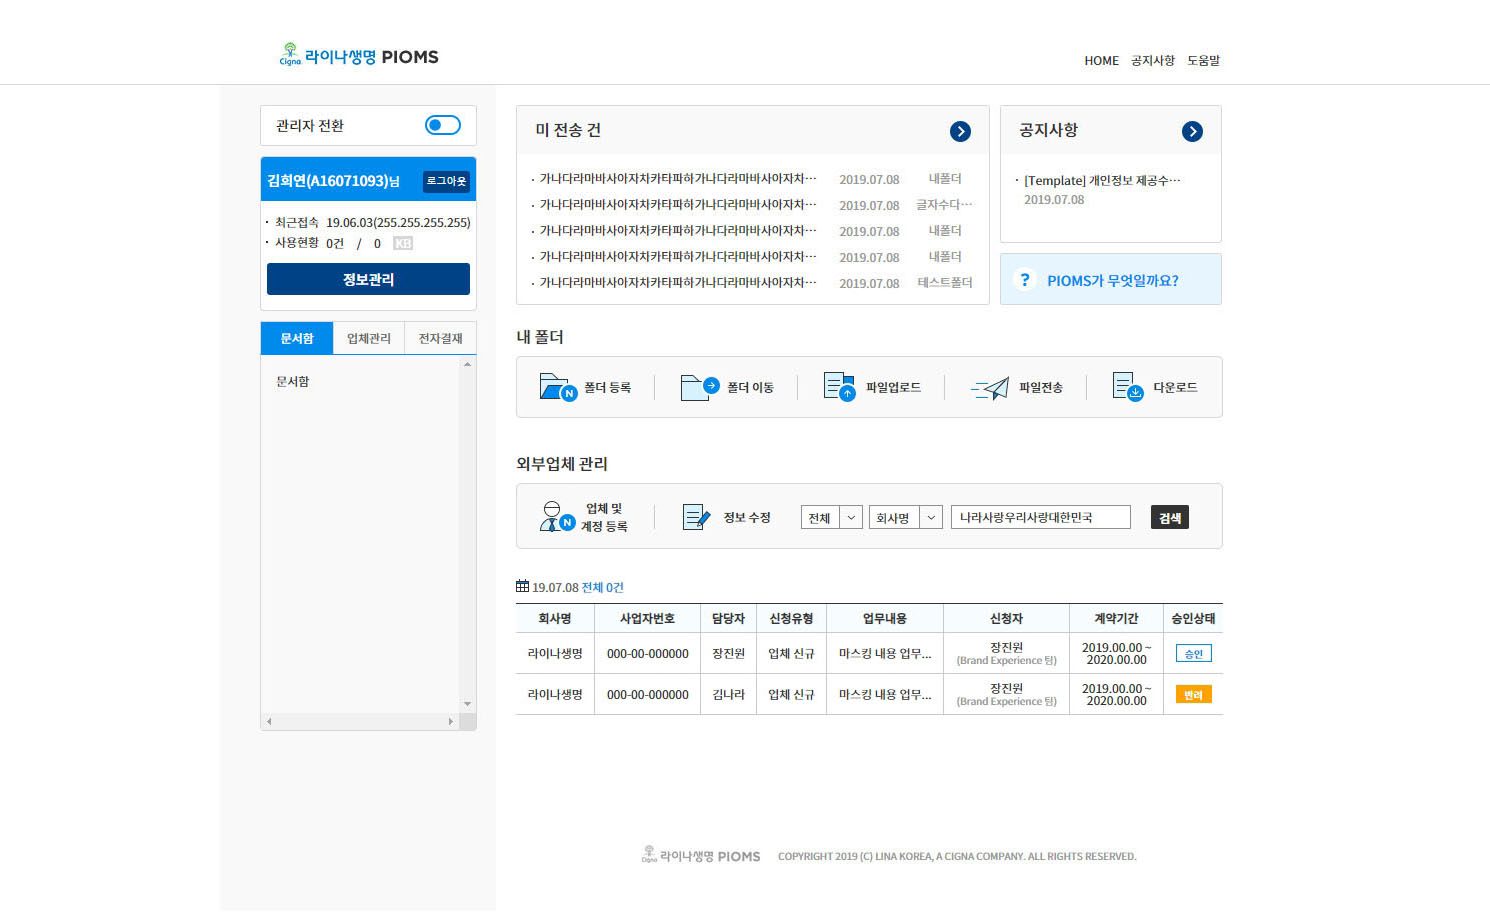 Cigna 라이나생명 PIOMS
HOME 공지사항 도움말
관리자 전환
김희연(A16071093)님 로그아웃
· 최근접속 19.06.03(255.255.255.255)
· 사용현황 0건 / 0 KB
정보관리
문서함 업체관리 전자결재
문서함
미 전송 건
· 가나다라마바사아자차카타파하가나다라마바사아자차··· 2019.07.08 내폴더
· 가나다라마바사아자차카타파하가나다라마바사아자차··· 2019.07.08 글자수다···
· 가나다라마바사아자차카타파하가나다라마바사아자차··· 2019.07.08 내폴더
· 가나다라마바사아자차카타파하가나다라마바사아자차··· 2019.07.08 내폴더
· 가나다라마바사아자차카타파하가나다라마바사아자차··· 2019.07.08 테스트폴더
공지사항
· [Template] 개인정보 제공수···
2019.07.08
? PIOMS가 무엇일까요?
내 폴더
N 폴더 등록 폴더 이동 파일업로드 파일전송 다운로드
외부업체 관리
N 업체 및
계정 등록
정보 수정 전체 회사명 나라사랑우리사랑대한민국 검색
19.07.08 전체 0건
회사명 사업자번호 담당자 신청유형 업무내용 신청자 계약기간 승인상태
라이나생명 000-00-000000 장진원 업체 신규 마스킹 내용 업무... 장진원
(Brand Experience 팀)
2019.00.00 ~
2020.00.00
승인
라이나생명 000-00-000000 김나라 업체 신규 마스킹 내용 업무... 장진원
(Brand Experience 팀)
2019.00.00 ~
2020.00.00
반려
Cigna 라이나생명 PIOMS COPYRIGHT 2019 (C) LINA KOREA, A CIGNA COMPANY. ALL RIGHTS RESERVED.